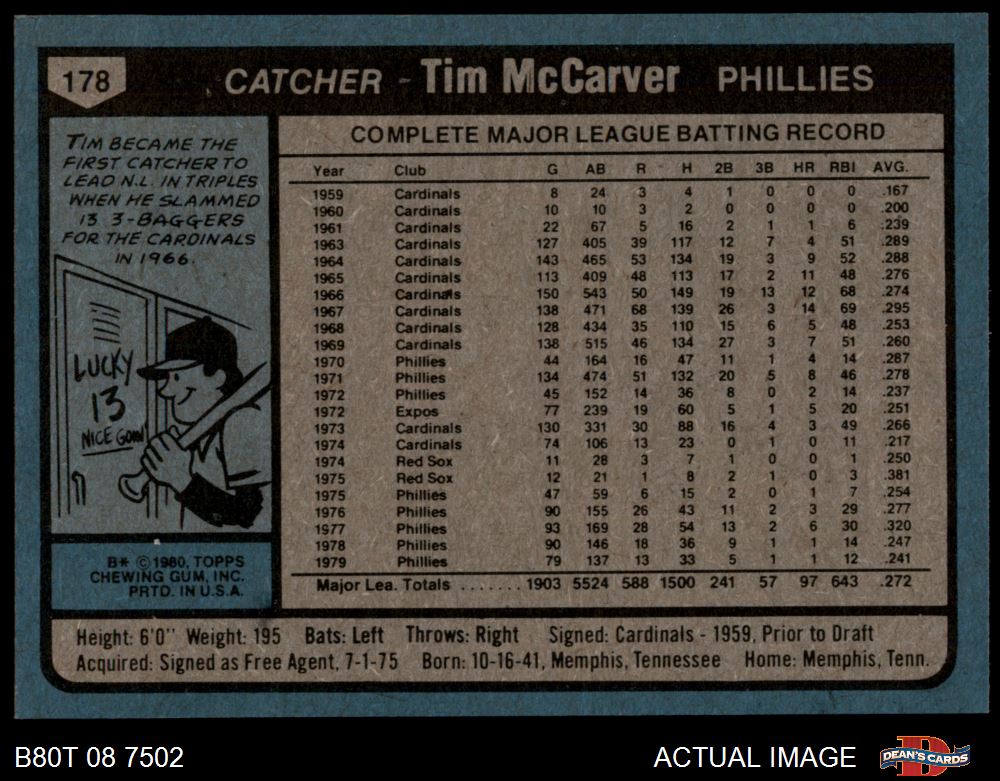 178 CATCHER - Tim McCarver PHILLIES
TIM BECAME THE
FIRST CATCHER TO
LEAD N.L. IN TRIPLES
WHEN HE SLAMMED
13 3-BAGGERS
FOR THE CARDINALS
IN 1966.
LUCKY
13
NICE GOIN'
B* ©1980, TOPPS
CHEWING GUM, INC.
PRTD. IN U.S.A.
COMPLETE MAJOR LEAGUE BATTING RECORD
Year Club G AB R H 2B 3B HR RBI AVG.
1959 Cardinals 8 24 3 4 1 0 0 0 .167
1960 Cardinals 10 10 3 2 0 0 0 0 .200
1961 Cardinals 22 67 5 16 2 1 1 6 .239
1963 Cardinals 127 405 39 117 12 7 4 51 .289
1964 Cardinals 143 465 53 134 19 3 9 52 .288
1965 Cardinals 113 409 48 113 17 2 11 48 .276
1966 Cardinals 150 543 50 149 19 13 12 68 .274
1967 Cardinals 138 471 68 139 26 3 14 69 .295
1968 Cardinals 128 434 35 110 15 6 5 48 .253
1969 Cardinals 138 515 46 134 27 3 7 51 .260
1970 Phillies 44 164 16 47 11 1 4 14 .287
1971 Phillies 134 474 51 132 20 5 8 46 .278
1972 Phillies 45 152 14 36 8 0 2 14 .237
1972 Expos 77 239 19 60 5 1 5 20 .251
1973 Cardinals 130 331 30 88 16 4 3 49 .266
1974 Cardinals 74 106 13 23 0 1 0 11 .217
1974 Red Sox 11 28 3 7 1 0 0 1 .250
1975 Red Sox 12 21 1 8 2 1 0 3 .381
1975 Phillies 47 59 6 15 2 0 1 7 .254
1976 Phillies 90 155 26 43 11 2 3 29 .277
1977 Phillies 93 169 28 54 13 2 6 30 .320
1978 Phillies 90 146 18 36 9 1 1 14 .247
1979 Phillies 79 137 13 33 5 1 1 12 .241
Major Lea. Totals ....... 1903 5524 588 1500 241 57 97 643 .272
Height: 6'0" Weight: 195 Bats: Left Throws: Right Signed: Cardinals - 1959, Prior to Draft
Acquired: Signed as Free Agent, 7-1-75 Born: 10-16-41, Memphis, Tennessee Home: Memphis, Tenn.
B80T 08 7502 ACTUAL IMAGE DEAN'S CARDS